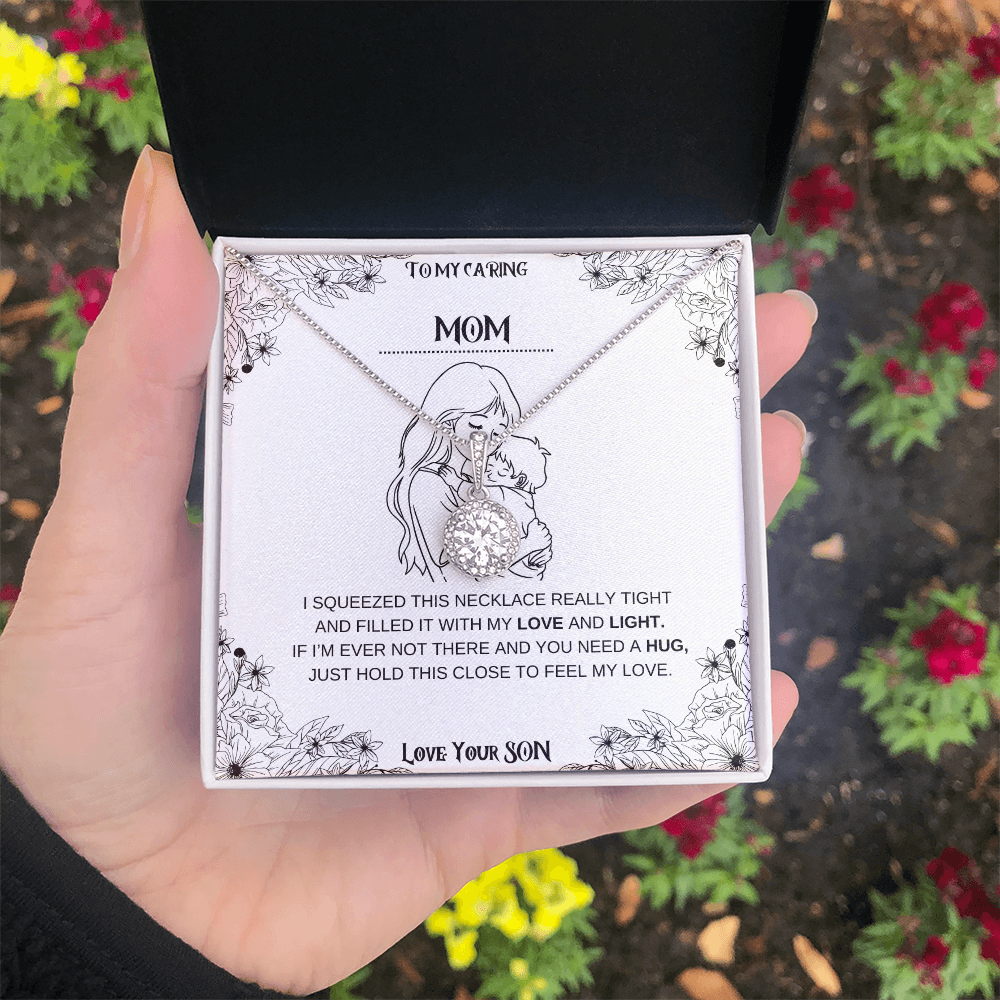 TO MY CARING
MOM
I SQUEEZED THIS NECKLACE REALLY TIGHT
AND FILLED IT WITH MY LOVE AND LIGHT.
IF I'M EVER NOT THERE AND YOU NEED A HUG,
JUST HOLD THIS CLOSE TO FEEL MY LOVE.
LOVE YOUR SON